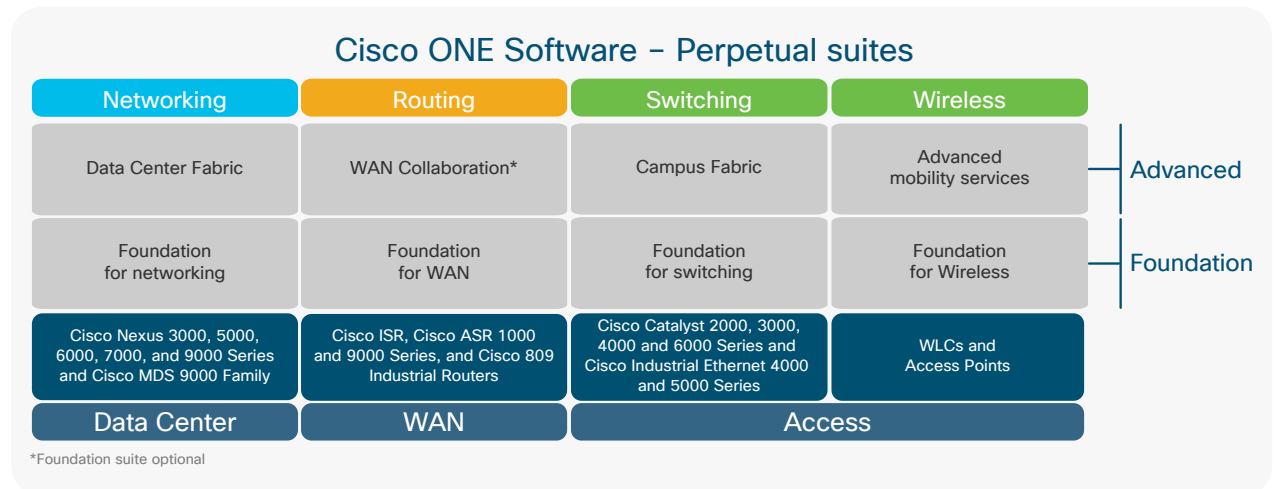 Cisco ONE Software – Perpetual suites
Networking
Routing
Switching
Wireless
Data Center Fabric
WAN Collaboration*
Campus Fabric
Advanced
mobility services
Advanced
Foundation
for networking
Foundation
for WAN
Foundation
for switching
Foundation
for Wireless
Foundation
Cisco Nexus 3000, 5000,
6000, 7000, and 9000 Series
and Cisco MDS 9000 Family
Cisco ISR, Cisco ASR 1000
and 9000 Series, and Cisco 809
Industrial Routers
Cisco Catalyst 2000, 3000,
4000 and 6000 Series and
Cisco Industrial Ethernet 4000
and 5000 Series
WLCs and
Access Points
Data Center
WAN
Access
*Foundation suite optional